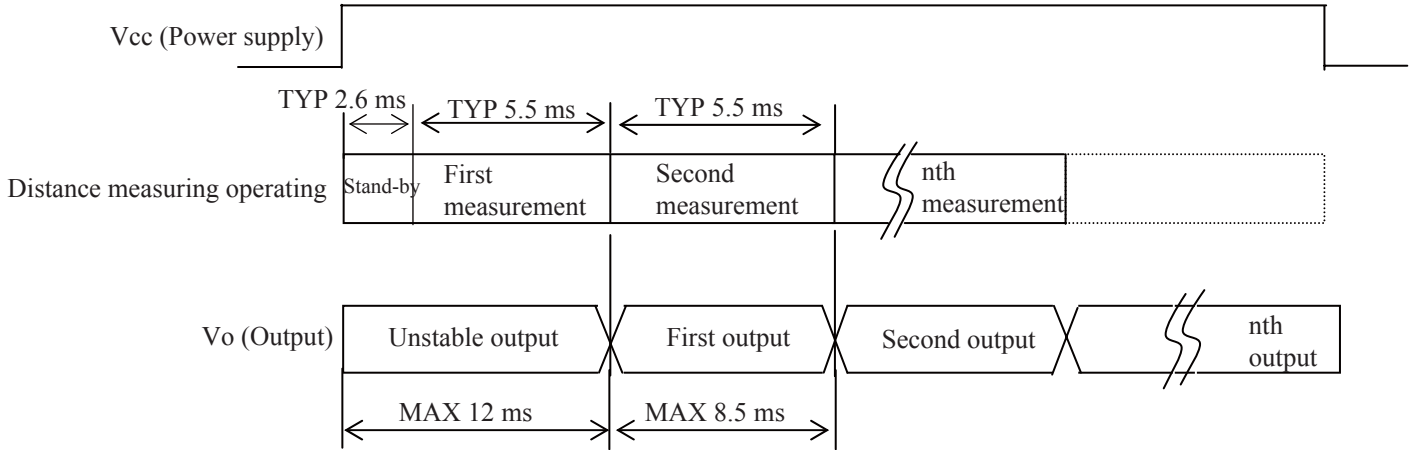 Vcc (Power supply)
TYP 2.6 ms
TYP 5.5 ms
TYP 5.5 ms
Distance measuring operating
Stand-by
First
measurement
Second
measurement
nth
measurement
Vo (Output)
Unstable output
First output
Second output
nth
output
MAX 12 ms
MAX 8.5 ms